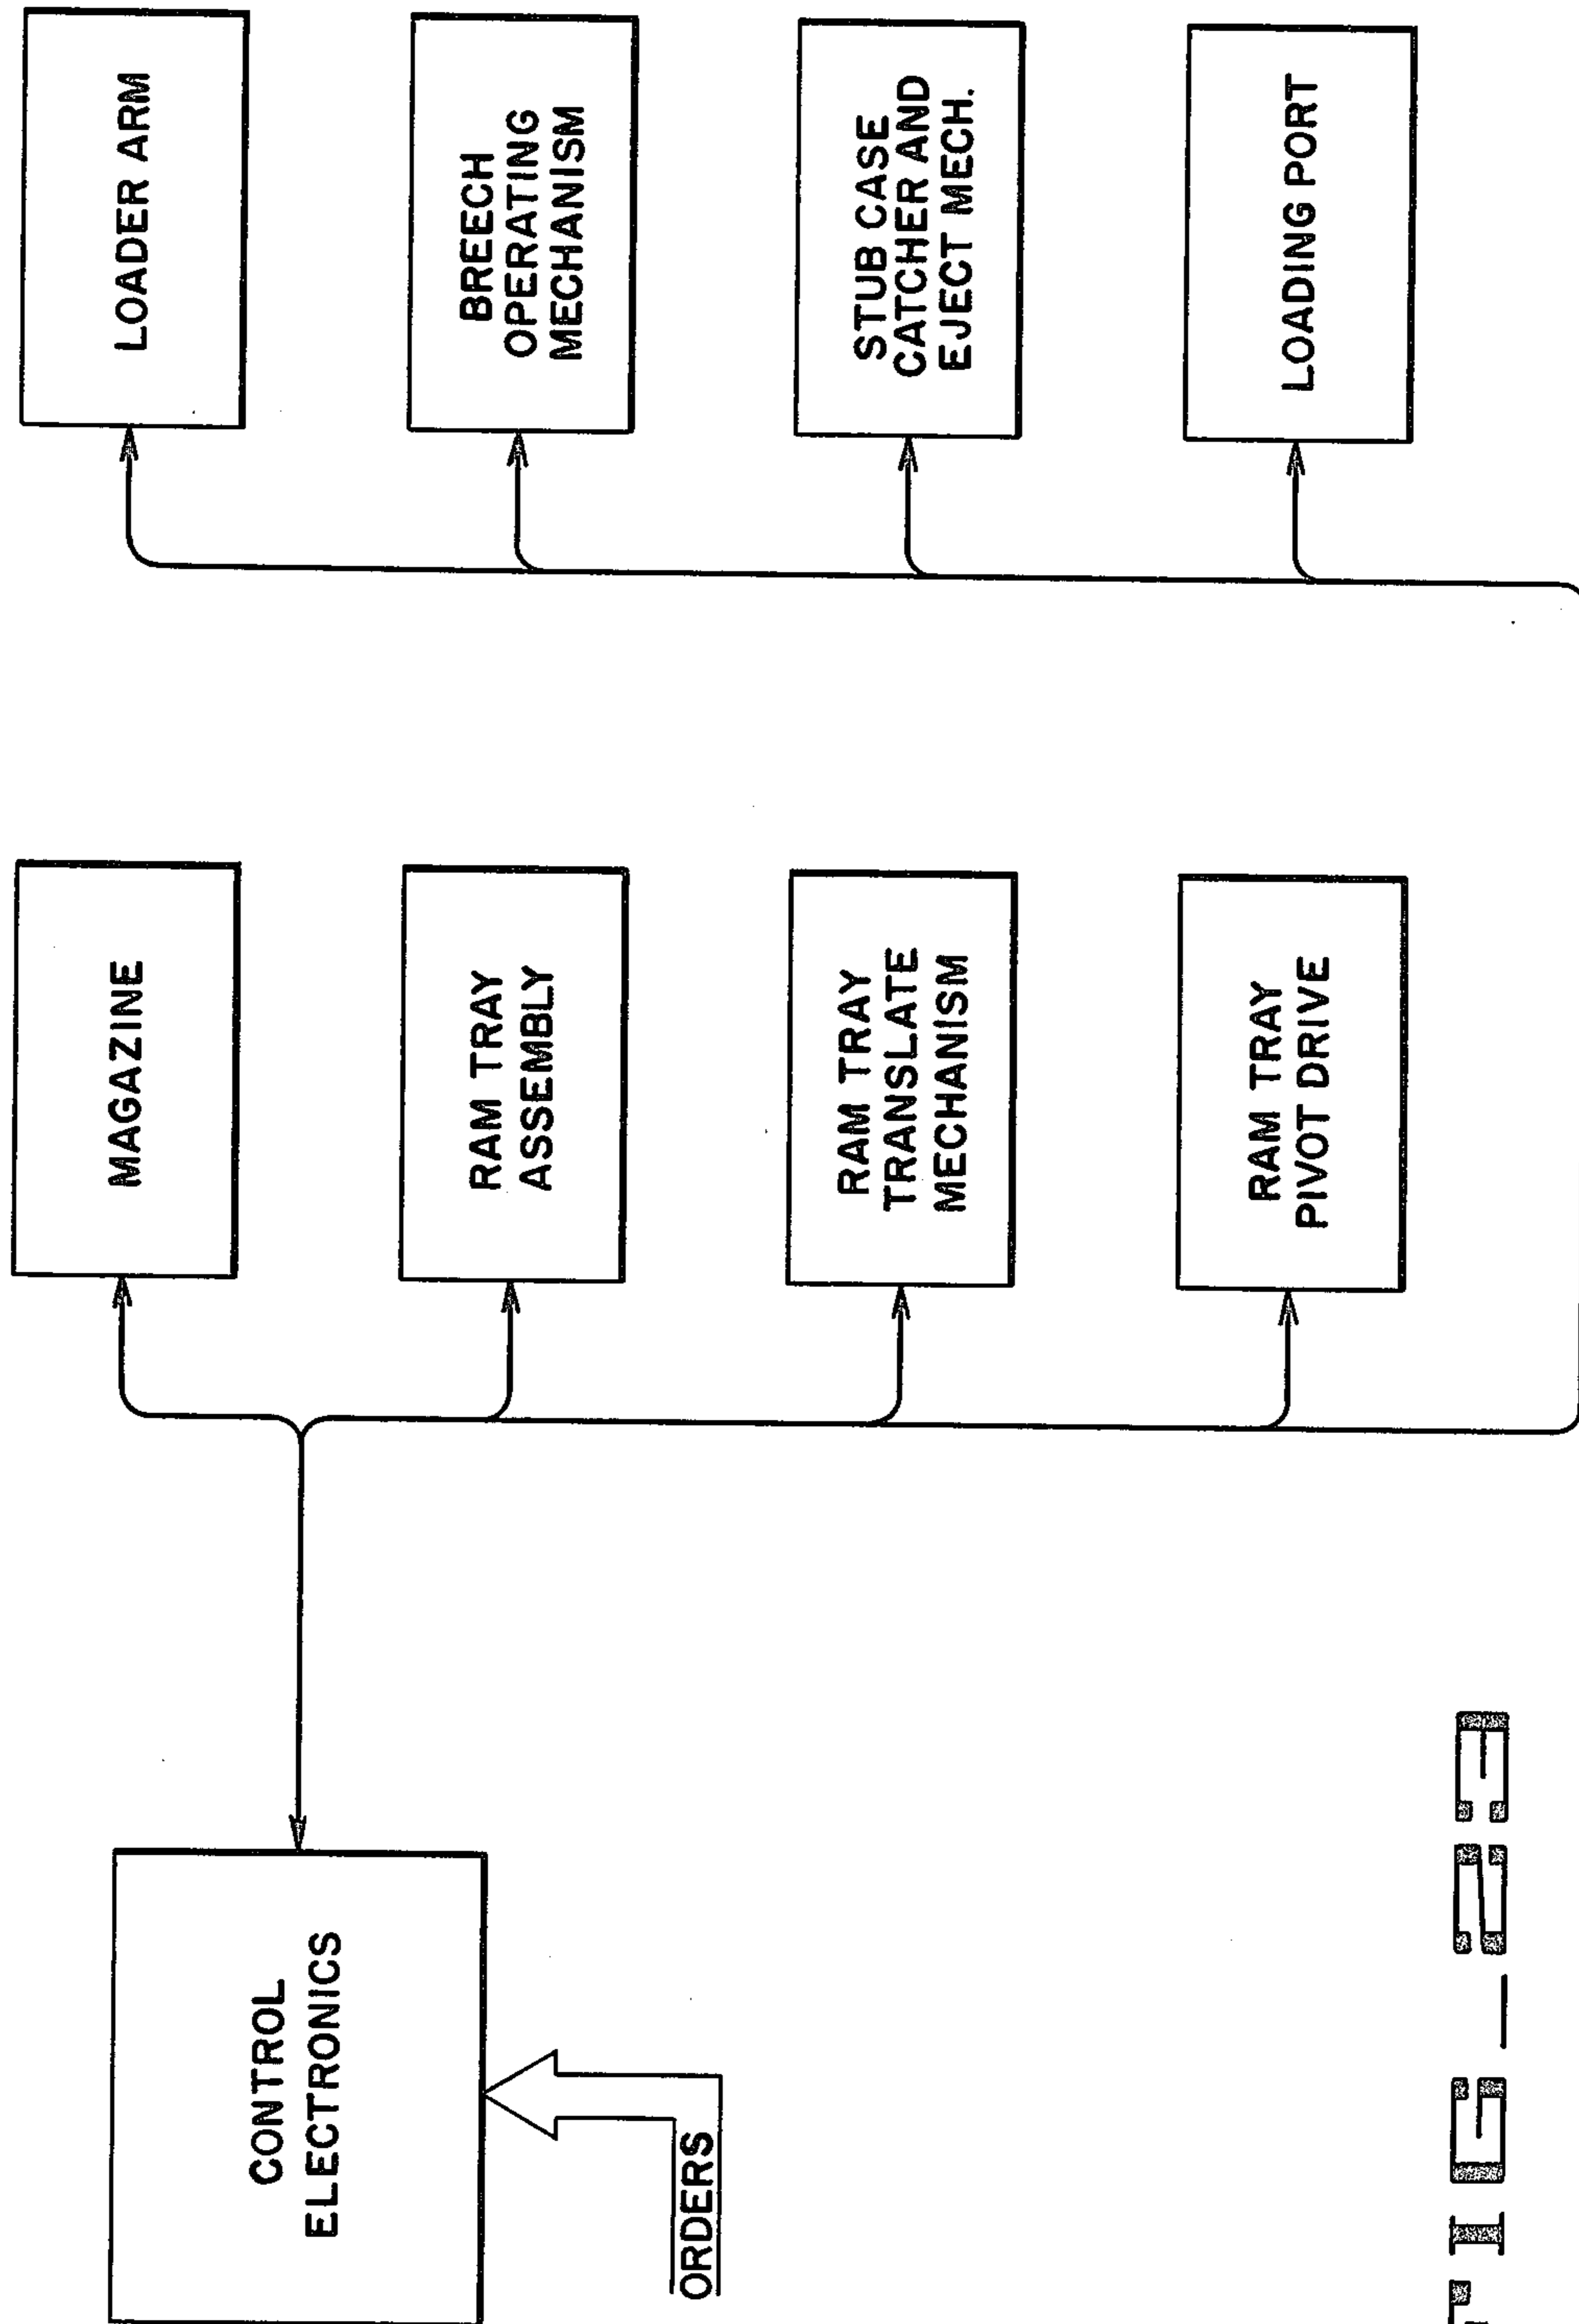 CONTROL
ELECTRONICS
ORDERS
MAGAZINE
RAM TRAY
ASSEMBLY
RAM TRAY
TRANSLATE
MECHANISM
RAM TRAY
PIVOT DRIVE
LOADER ARM
BREECH
OPERATING
MECHANISM
STUB CASE
CATCHER AND
EJECT MECH.
LOADING PORT
FIG_23